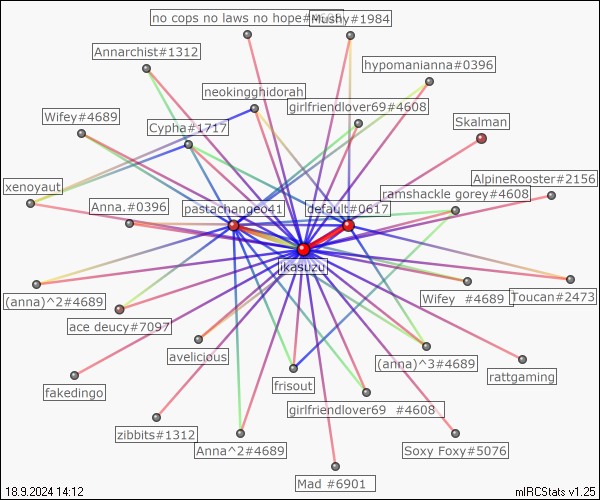 no cops no laws no hope#
Mushy#1984
Annarchist#1312
hypomanianna#0396
neokingghidorah
girlfriendlover69#4608
Wifey#4689
Cypha#1717
Skalman
xenoyaut
AlpineRooster#2156
ramshackle gorey#4608
Anna.#0396
pastachangeo41
default#0617
ikasuzu
(anna)^2#4689
Wifey  #4689
Toucan#2473
ace deucy#7097
avelicious
(anna)^3#4689
rattgaming
fakedingo
frisout
girlfriendlover69  #4608
zibbits#1312
Anna^2#4689
Soxy Foxy#5076
Mad #6901
18.9.2024 14:12
mIRCStats v1.25